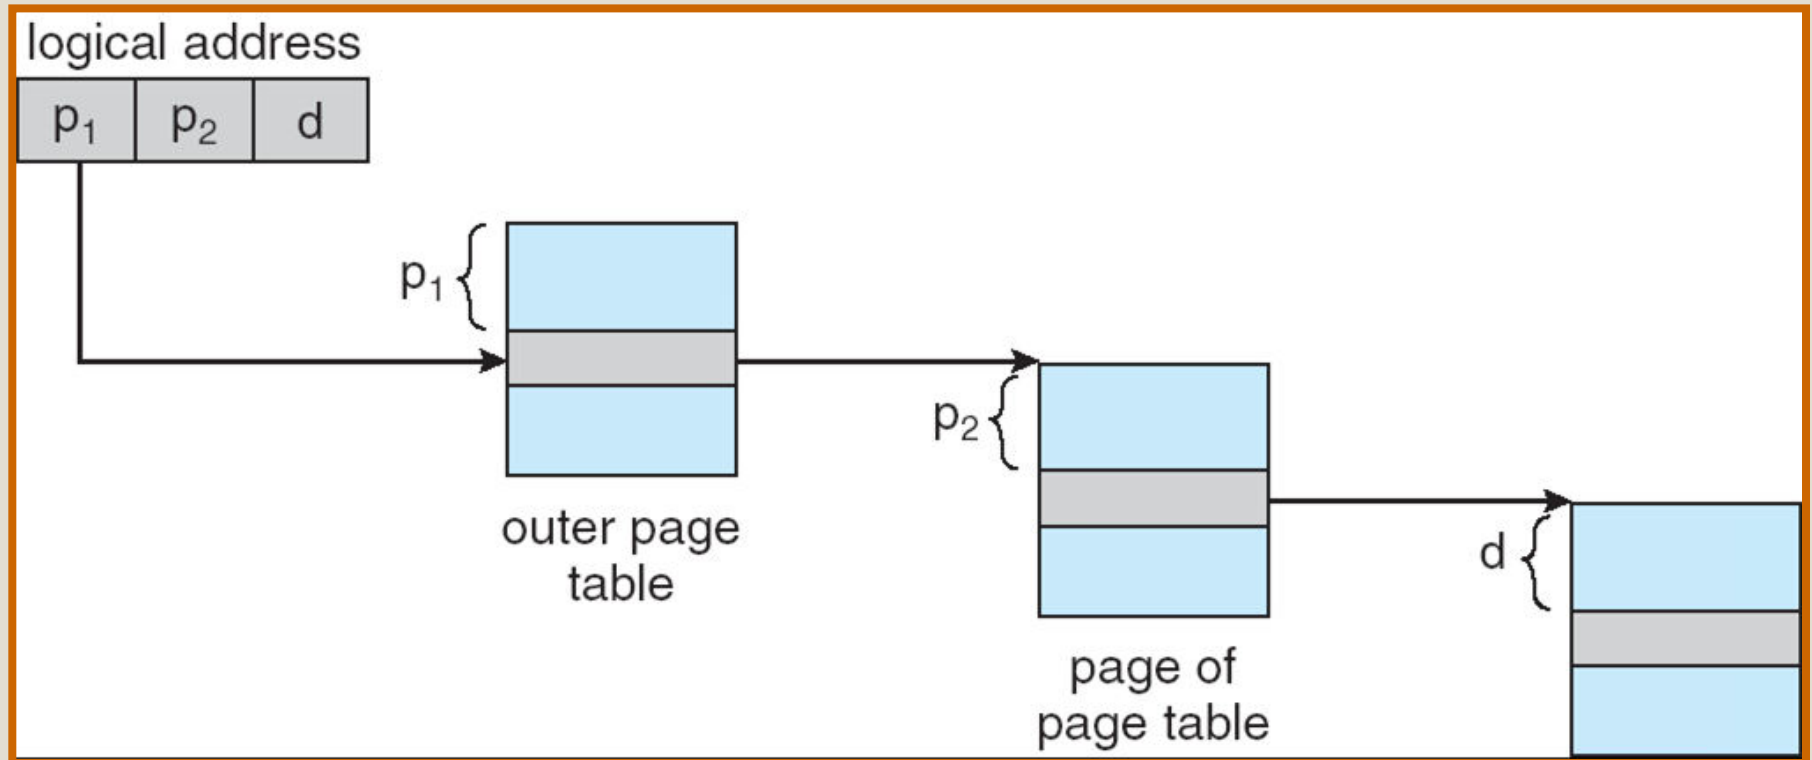 logical address
p₁ p₂ d
p₁
outer page
table
p₂
page of
page table
d